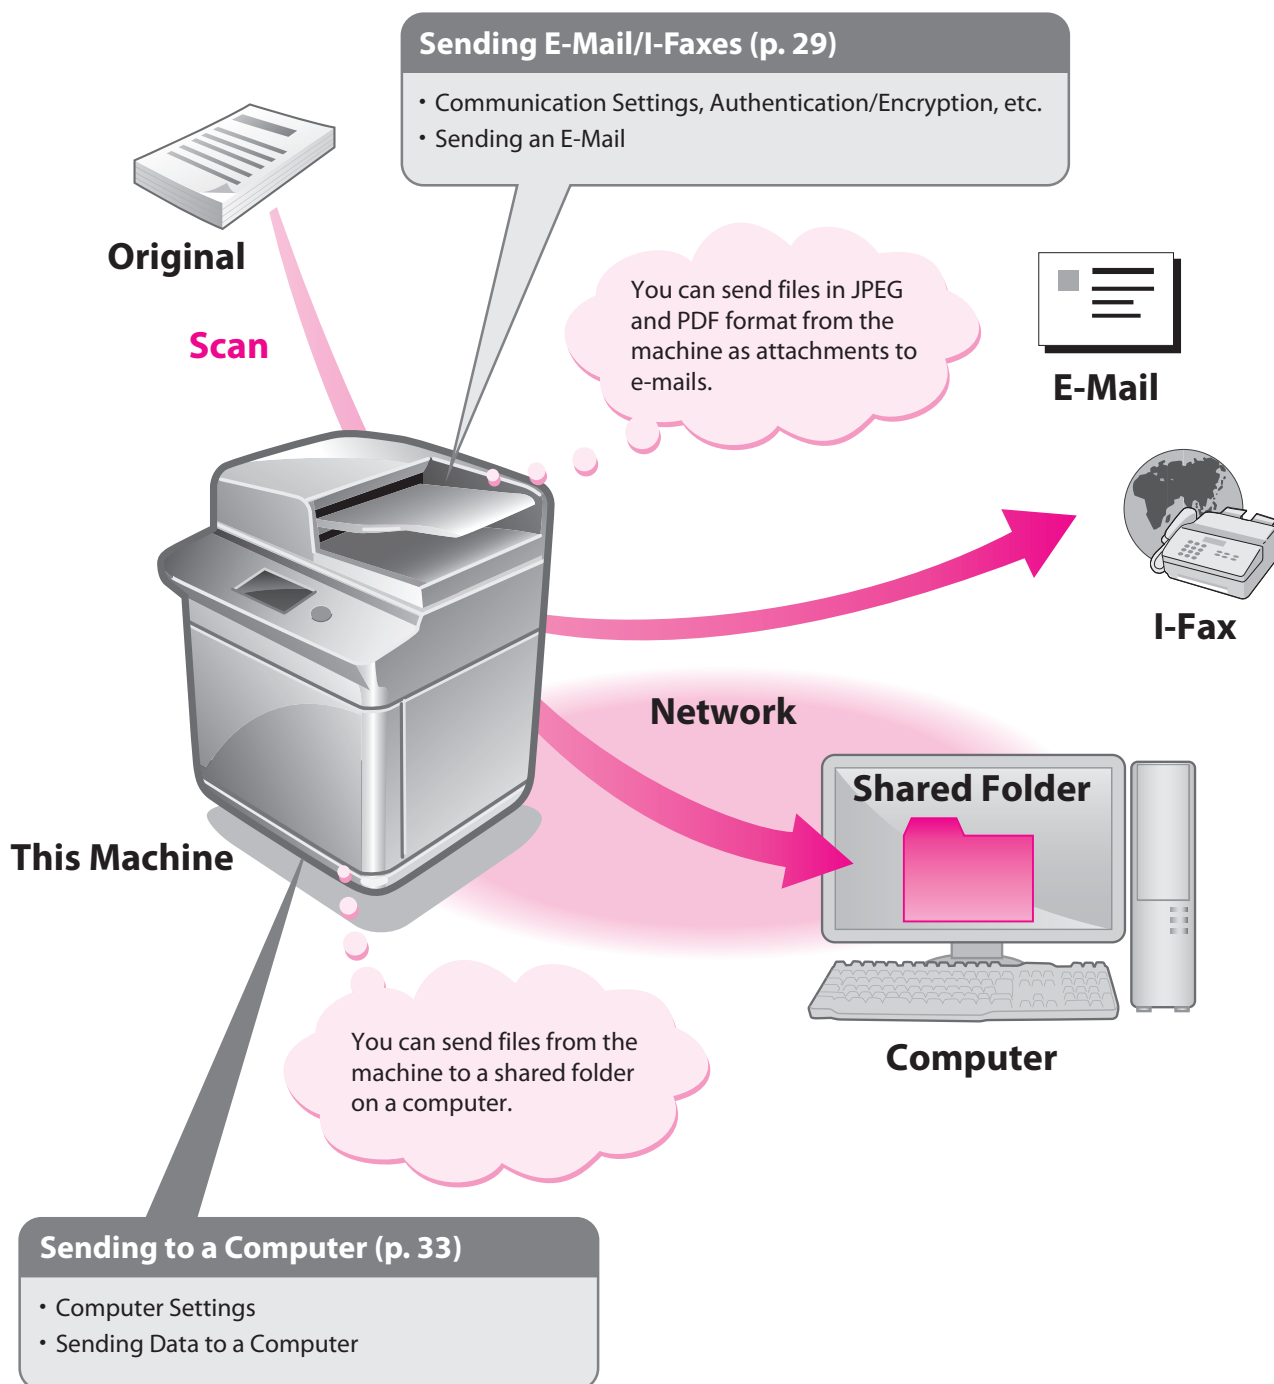 Sending E-Mail/I-Faxes (p. 29)
・Communication Settings, Authentication/Encryption, etc.
・Sending an E-Mail
Original
Scan
You can send files in JPEG
and PDF format from the
machine as attachments to
e-mails.
E-Mail
I-Fax
Network
Shared Folder
This Machine
Computer
You can send files from the
machine to a shared folder
on a computer.
Sending to a Computer (p. 33)
・Computer Settings
・Sending Data to a Computer